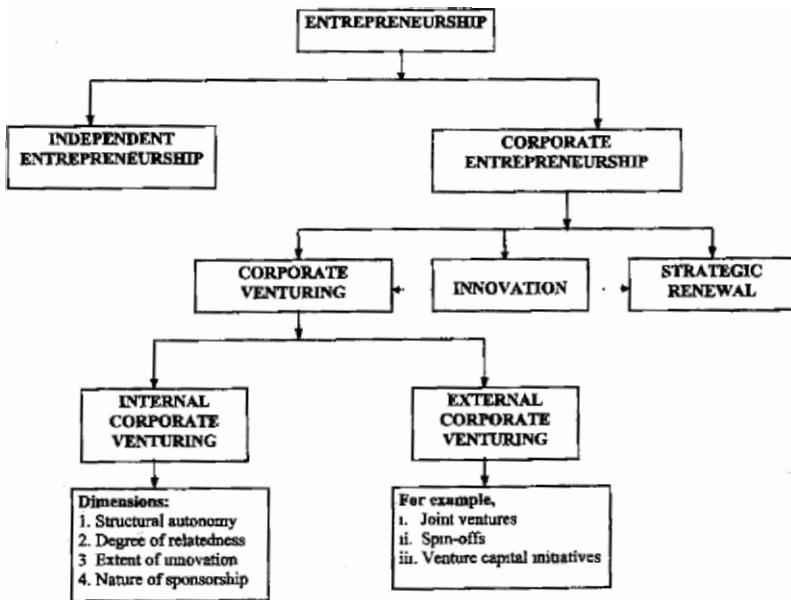 ENTREPRENEURSHIP
INDEPENDENT
ENTREPRENEURSHIP
CORPORATE
ENTREPRENEURSHIP
CORPORATE
VENTURING
INNOVATION
STRATEGIC
RENEWAL
INTERNAL
CORPORATE
VENTURING
EXTERNAL
CORPORATE
VENTURING
Dimensions:
1. Structural autonomy
2. Degree of relatedness
3 Extent of innovation
4. Nature of sponsorship
For example,
i. Joint ventures
ii. Spin-offs
iii. Venture capital initiatives